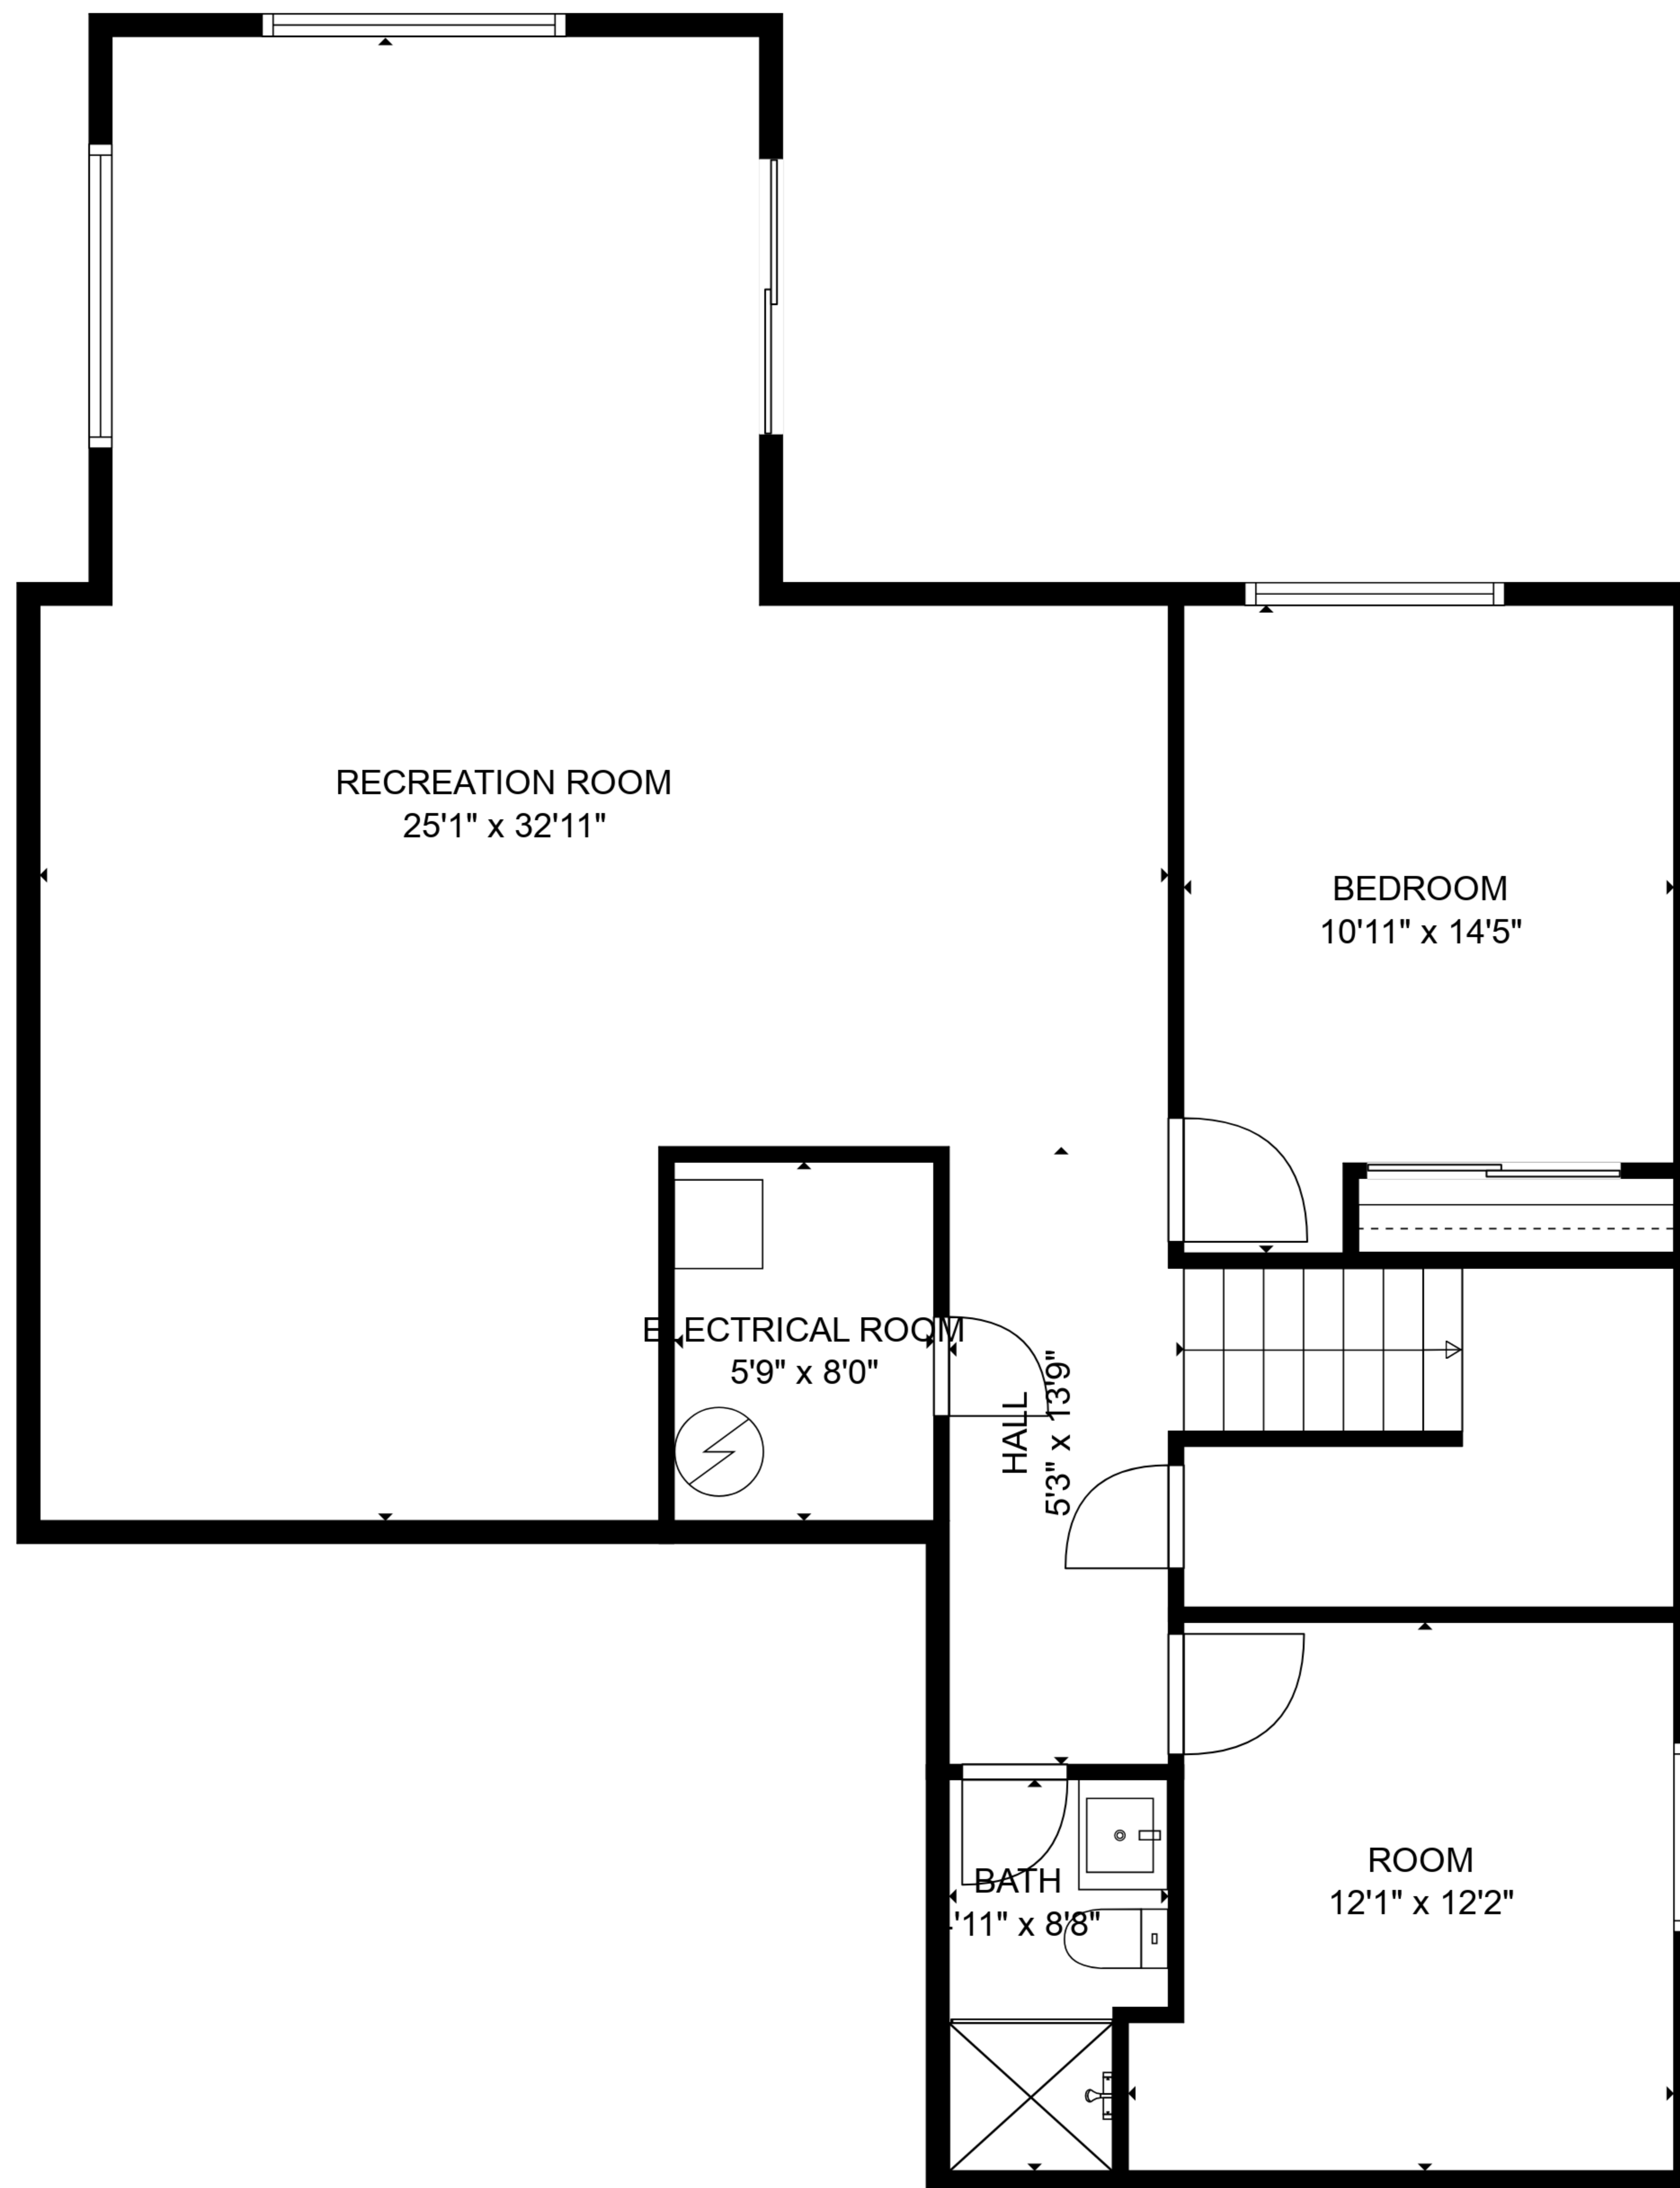 RECREATION ROOM
25'1" x 32'11"
BEDROOM
10'11" x 14'5"
ELECTRICAL ROOM
5'9" x 8'0"
HALL
5'3" x 13'9"
ROOM
12'1" x 12'2"
BATH
'11" x 8'8"